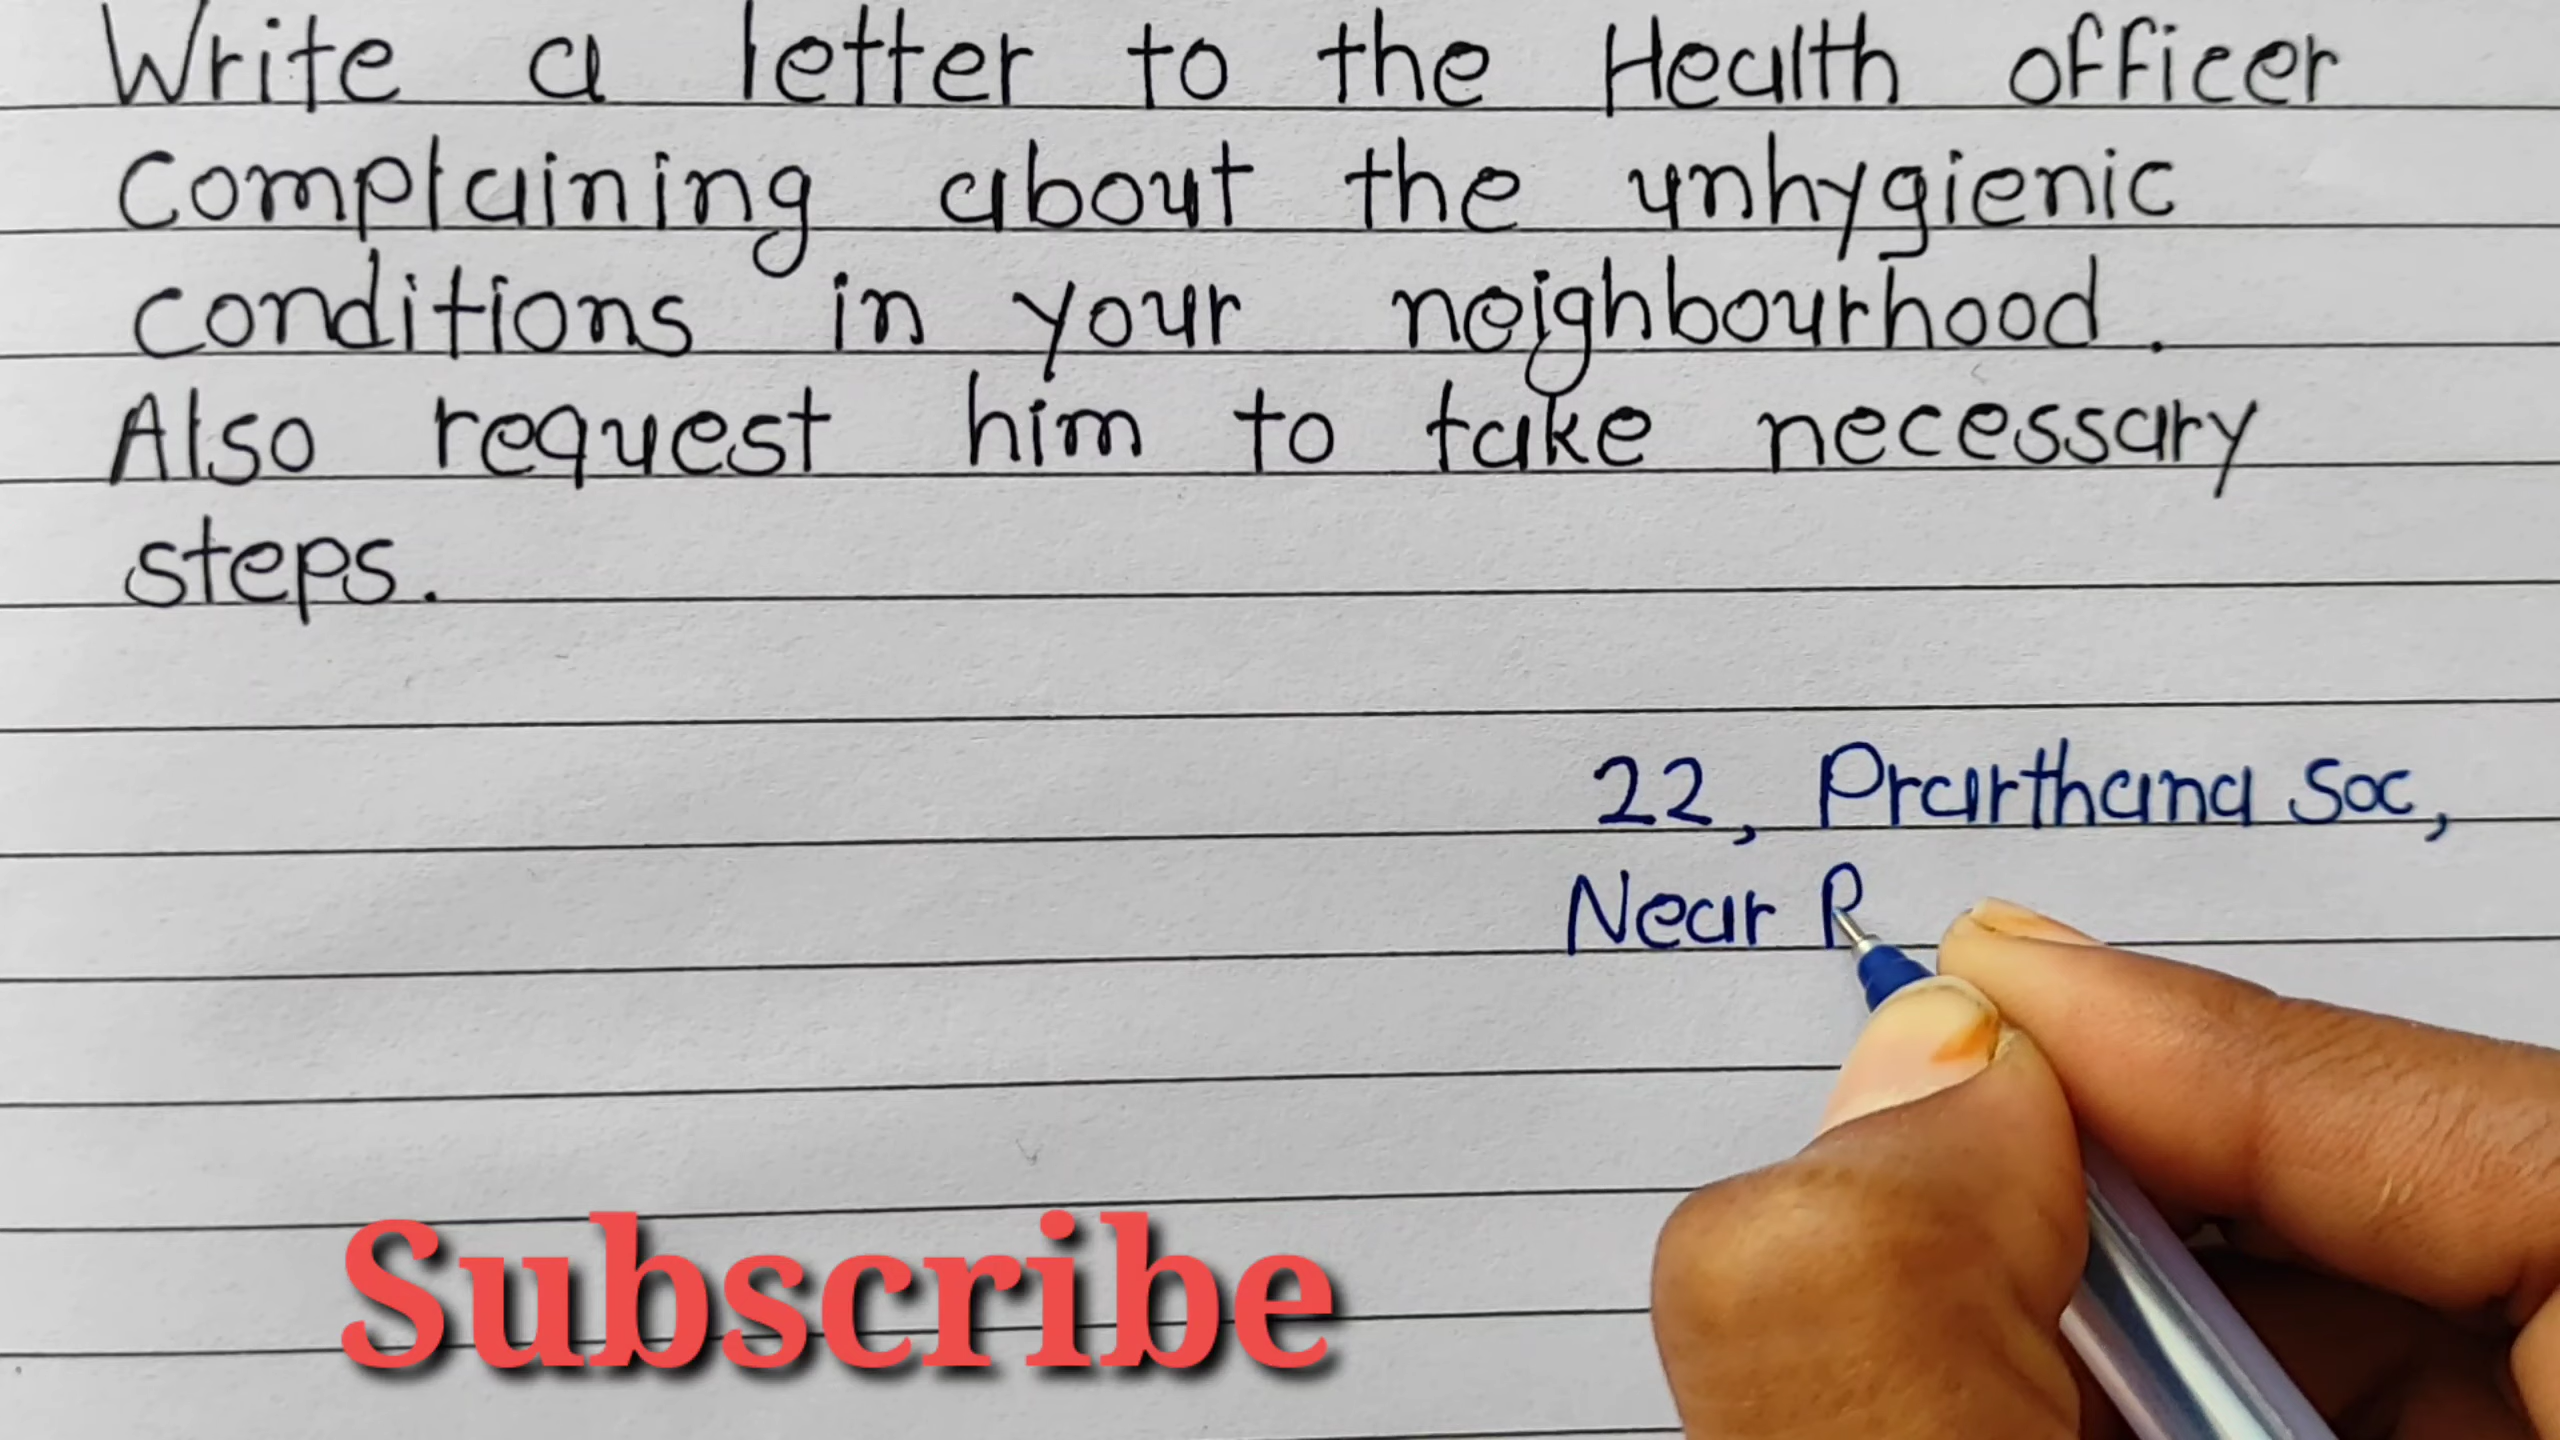 Write a letter to the Health officer
Complaining about the unhygienic
conditions in your neighbourhood.
Also request him to take necessary
steps.
22, Prarthana Soc,
Near P
Subscribe